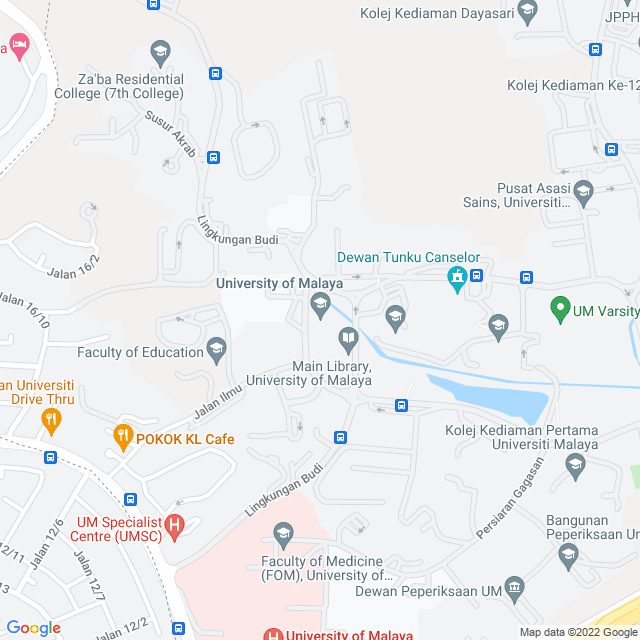 Kolej Kediaman Dayasari
JPPH
a
Za'ba Residential
College (7th College)
Kolej Kediaman Ke-12
Susur Akrab
Pusat Asasi
Sains, Universiti...
Lingkungan Budi
Dewan Tunku Canselor
Jalan 16/2
University of Malaya
Jalan 16/10
UM Varsity
Faculty of Education
Main Library,
University of Malaya
an Universiti
Drive Thru
Jalan Ilmu
POKOK KL Cafe
Kolej Kediaman Pertama
Universiti Malaya
Lingkungan Budi
Persiaran Gagasan
UM Specialist
Centre (UMSC)
Jalan 12/6
Bangunan
Peperiksaan Un
12/11
Jalan 12/7
Faculty of Medicine
(FOM), University of...
Dewan Peperiksaan UM
13
Jalan 12/2
Google
University of Malaya
Map data ©2022 Google